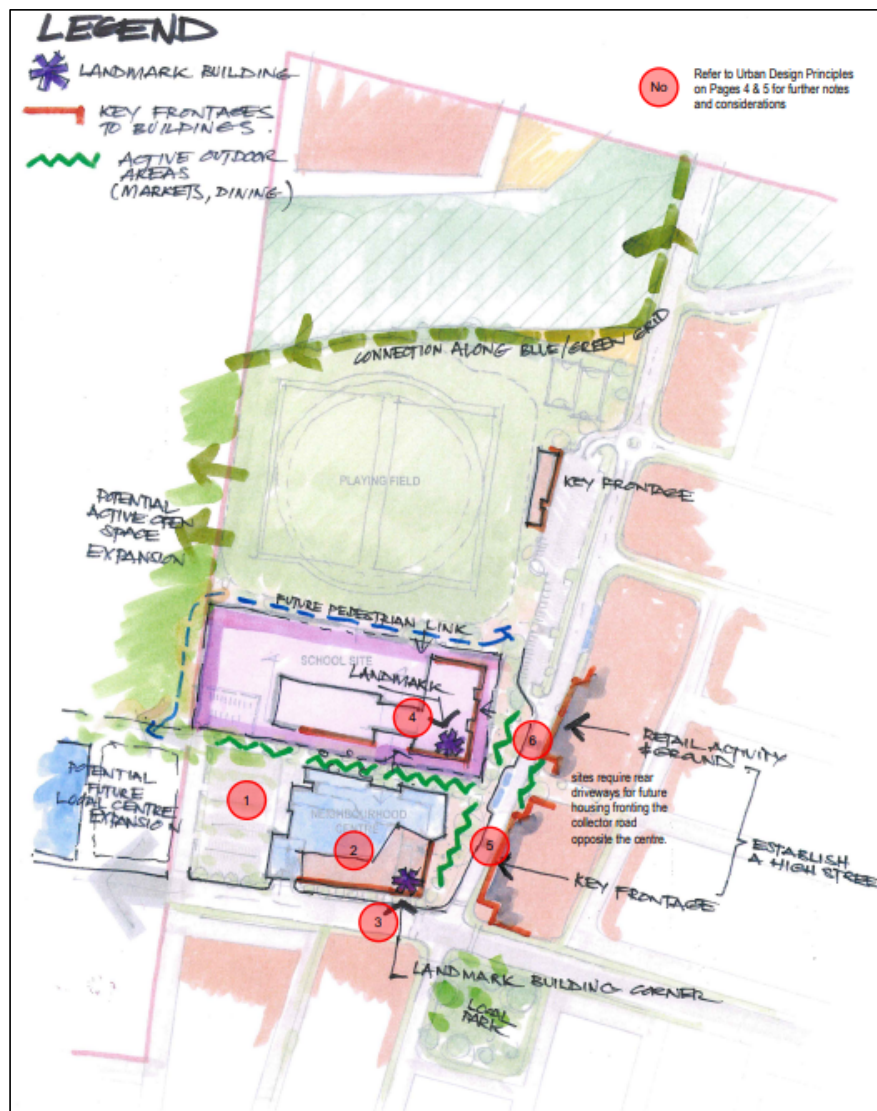 LEGEND
LANDMARK BUILDING
KEY FRONTAGES
TO BUILDINGS.
ACTIVE OUTDOOR
AREAS
(MARKETS, DINING)
No
Refer to Urban Design Principles
on Pages 4 & 5 for further notes
and considerations
CONNECTION ALONG BLUE/GREEN GRID
PLAYING FIELD
KEY FRONTAGE
POTENTIAL
ACTIVE OPEN
SPACE
EXPANSION
FUTURE PEDESTRIAN LINK
SCHOOL SITE
LANDMARK
4
6
RETAIL ACTIVITY
@ GROUND
sites require rear
driveways for future
housing fronting the
collector road
opposite the centre.
POTENTIAL
FUTURE
LOCAL CENTRE
EXPANSION
1
NEIGHBOURHOOD
CENTRE
2
5
ESTABLISH
A HIGH STREET
KEY FRONTAGE
3
LANDMARK BUILDING CORNER
LOCAL
PARK